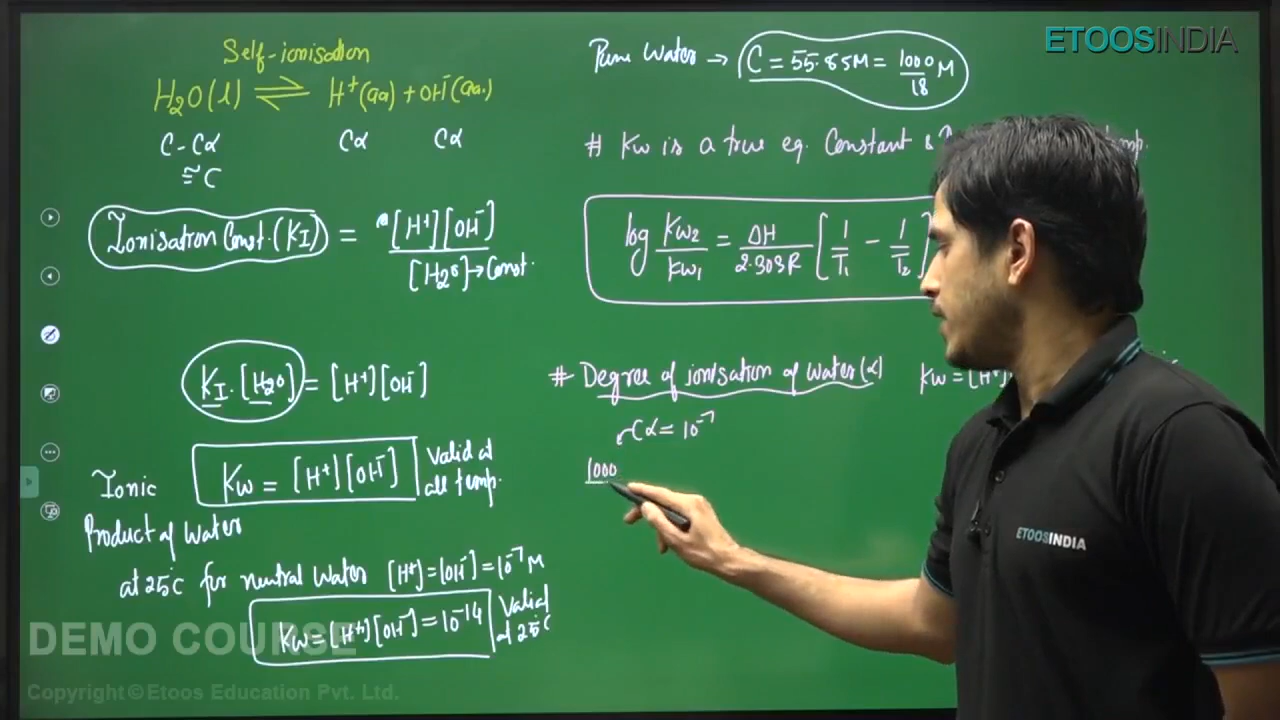 Self-ionisation
H₂O(l) ⇌ H⁺(aq) + OH⁻(aq.)
C-Cα Cα Cα
≅ C
Ionisation Const. (KI) = [H⁺][OH⁻] / [H₂O] → Const.
KI. [H₂O] = [H⁺][OH⁻]
Kw = [H⁺][OH⁻]
Valid at
all temp.
Ionic
Product of Water
at 25°C for neutral Water [H⁺] = [OH⁻] = 10⁻⁷ M
Kw = [H⁺][OH⁻] = 10⁻¹⁴
Valid
at 25°C
DEMO COURSE
Copyright © Etoos Education Pvt. Ltd.
ETOOSINDIA
Pure Water → C = 55.85M = 1000/18 M
# Kw is a true eq. Constant
temp.
log Kw₂/Kw₁ = ΔH/2.303R [1/T₁ - 1/T₂]
# Degree of ionisation of Water (α) Kw = [H⁺]
Cα = 10⁻⁷
1000
ETOOSINDIA